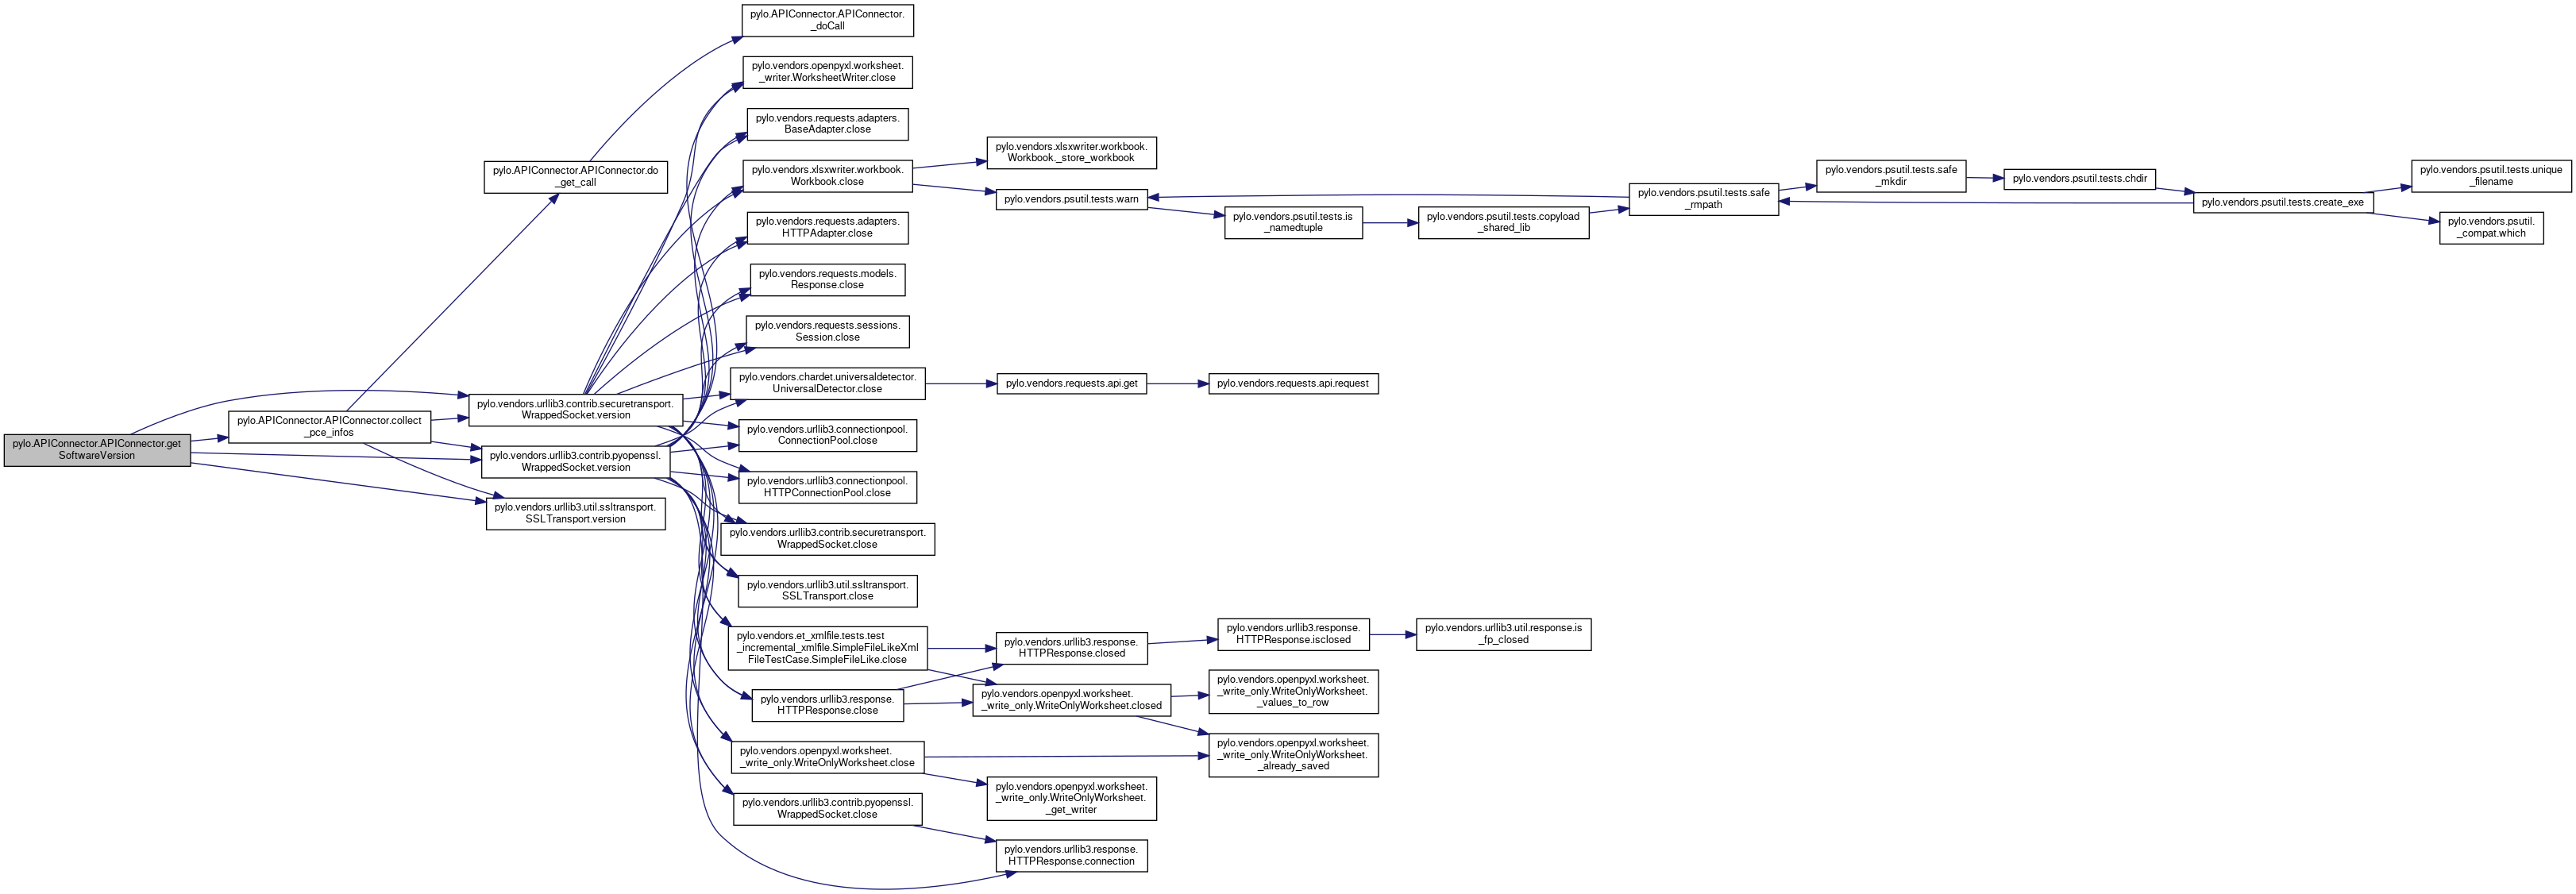 pylo.APIConnector.APIConnector.get
SoftwareVersion
pylo.APIConnector.APIConnector.collect
_pce_infos
pylo.APIConnector.APIConnector.do
_get_call
pylo.vendors.urllib3.contrib.securetransport.
WrappedSocket.version
pylo.vendors.urllib3.contrib.pyopenssl.
WrappedSocket.version
pylo.vendors.urllib3.util.ssltransport.
SSLTransport.version
pylo.APIConnector.APIConnector.
_doCall
pylo.vendors.openpyxl.worksheet.
_writer.WorksheetWriter.close
pylo.vendors.requests.adapters.
BaseAdapter.close
pylo.vendors.xlsxwriter.workbook.
Workbook.close
pylo.vendors.requests.adapters.
HTTPAdapter.close
pylo.vendors.requests.models.
Response.close
pylo.vendors.requests.sessions.
Session.close
pylo.vendors.chardet.universaldetector.
UniversalDetector.close
pylo.vendors.urllib3.connectionpool.
ConnectionPool.close
pylo.vendors.urllib3.connectionpool.
HTTPConnectionPool.close
pylo.vendors.urllib3.contrib.securetransport.
WrappedSocket.close
pylo.vendors.urllib3.util.ssltransport.
SSLTransport.close
pylo.vendors.et_xmlfile.tests.test
_incremental_xmlfile.SimpleFileLikeXml
FileTestCase.SimpleFileLike.close
pylo.vendors.urllib3.response.
HTTPResponse.close
pylo.vendors.openpyxl.worksheet.
_write_only.WriteOnlyWorksheet.close
pylo.vendors.urllib3.contrib.pyopenssl.
WrappedSocket.close
pylo.vendors.xlsxwriter.workbook.
Workbook._store_workbook
pylo.vendors.psutil.tests.warn
pylo.vendors.requests.api.get
pylo.vendors.urllib3.response.
HTTPResponse.closed
pylo.vendors.openpyxl.worksheet.
_write_only.WriteOnlyWorksheet.closed
pylo.vendors.openpyxl.worksheet.
_write_only.WriteOnlyWorksheet.
_get_writer
pylo.vendors.urllib3.response.
HTTPResponse.connection
pylo.vendors.psutil.tests.is
_namedtuple
pylo.vendors.requests.api.request
pylo.vendors.urllib3.response.
HTTPResponse.isclosed
pylo.vendors.openpyxl.worksheet.
_write_only.WriteOnlyWorksheet.
_values_to_row
pylo.vendors.openpyxl.worksheet.
_write_only.WriteOnlyWorksheet.
_already_saved
pylo.vendors.psutil.tests.copyload
_shared_lib
pylo.vendors.urllib3.util.response.is
_fp_closed
pylo.vendors.psutil.tests.safe
_rmpath
pylo.vendors.psutil.tests.safe
_mkdir
pylo.vendors.psutil.tests.chdir
pylo.vendors.psutil.tests.create_exe
pylo.vendors.psutil.tests.unique
_filename
pylo.vendors.psutil.
_compat.which